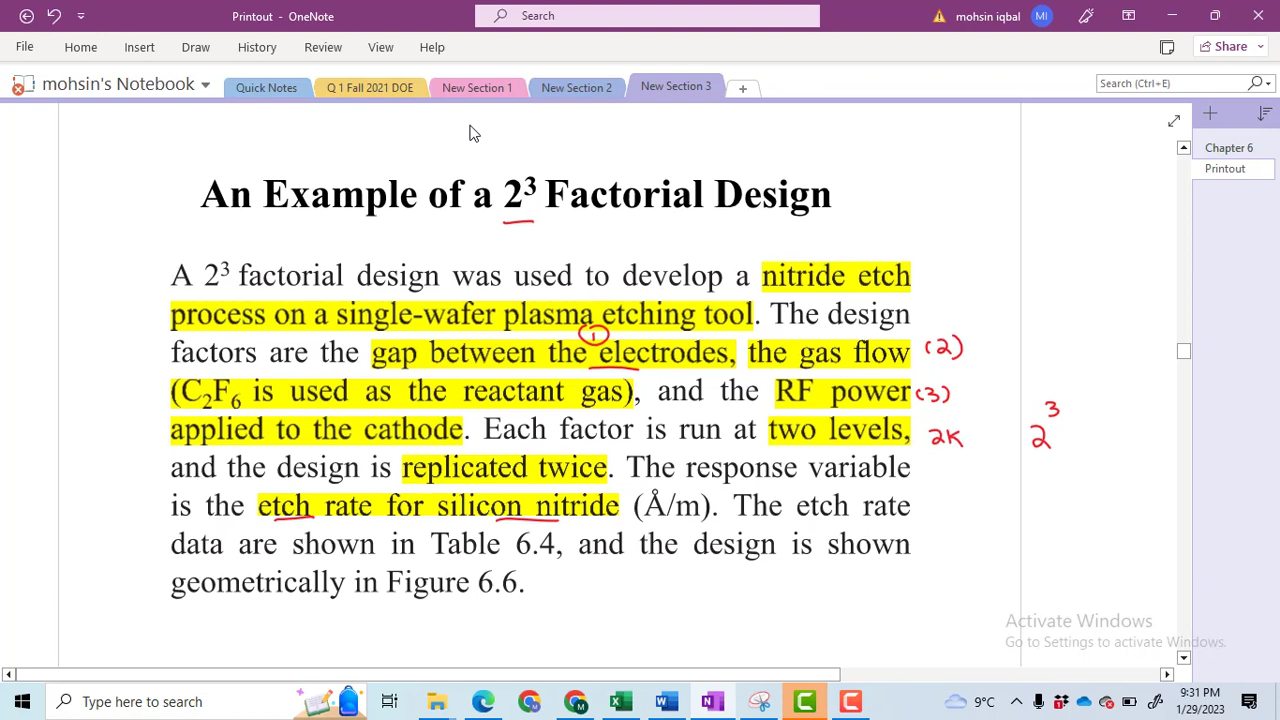 Printout - OneNote
Search
mohsin iqbal
MI
File Home Insert Draw History Review View Help
Share
mohsin's Notebook
Quick Notes
Q 1 Fall 2021 DOE
New Section 1
New Section 2
New Section 3
Search (Ctrl+E)
Chapter 6
Printout
An Example of a 2³ Factorial Design
A 2³ factorial design was used to develop a nitride etch
process on a single-wafer plasma etching tool. The design
1
factors are the gap between the electrodes, the gas flow (2)
(C₂F₆ is used as the reactant gas), and the RF power (3)
applied to the cathode. Each factor is run at two levels, 2K 2³
and the design is replicated twice. The response variable
is the etch rate for silicon nitride (Å/m). The etch rate
data are shown in Table 6.4, and the design is shown
geometrically in Figure 6.6.
Activate Windows
Go to Settings to activate Windows.
Type here to search
9°C
9:31 PM
1/29/2023